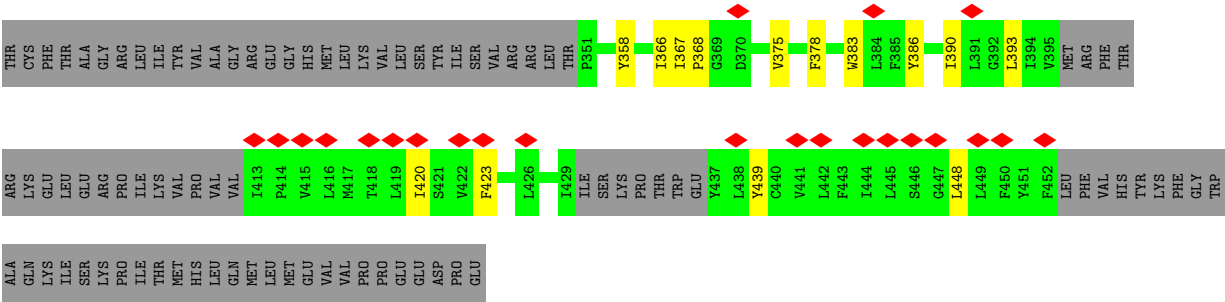 THR CYS PHE THR ALA GLY ARG LEU ILE TYR VAL ALA GLY ARG GLU GLY HIS MET LEU LYS VAL LEU SER TYR ILE SER VAL ARG ARG LEU THR P351 Y358 I366 I367 P368 G369 D370 V375 F378 W383 L384 F385 Y386 I390 L391 G392 L393 I394 V395 MET ARG PHE THR
ARG LYS GLU LEU GLU ARG PRO ILE LYS VAL PRO VAL VAL I413 P414 V415 L416 M417 T418 L419 I420 S421 V422 F423 L426 I429 ILE SER LYS PRO THR TRP GLU Y437 L438 Y439 C440 V441 L442 F443 I444 L445 S446 G447 L448 L449 F450 Y451 F452 LEU PHE VAL HIS TYR LYS PHE GLY TRP
ALA GLN LYS ILE SER LYS PRO ILE THR MET HIS LEU GLN MET LEU MET GLU VAL VAL PRO PRO GLU GLU ASP PRO GLU